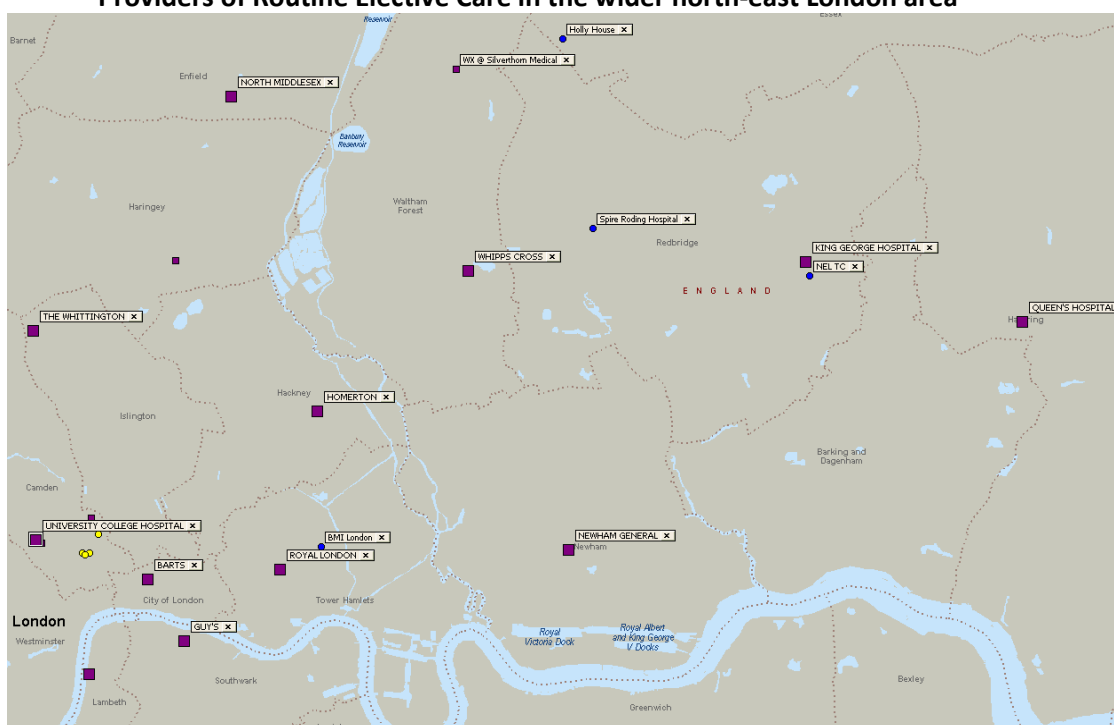 Providers of Routine Elective Care in the wider north-east London area
Essex
Reservoir
Holly House ×
Barnet
WX @ Silverthorn Medical ×
Enfield
NORTH MIDDLESEX ×
Banbury
Reservoir
Waltham
Forest
Haringey
Spire Roding Hospital ×
Redbridge
KING GEORGE HOSPITAL ×
WHIPPS CROSS ×
NEL TC ×
ENGLAND
QUEEN'S HOSPITAL
THE WHITTINGTON ×
Hackney
HOMERTON ×
Islington
Barking and
Dagenham
Camden
UNIVERSITY COLLEGE HOSPITAL ×
BMI London ×
NEWHAM GENERAL ×
Newham
ROYAL LONDON ×
BARTS ×
City of London
Tower Hamlets
London
GUY'S ×
Westminster
Royal
Victoria Dock
Royal Albert
and King George
V Docks
Southwark
Bexley
Lambeth
Greenwich